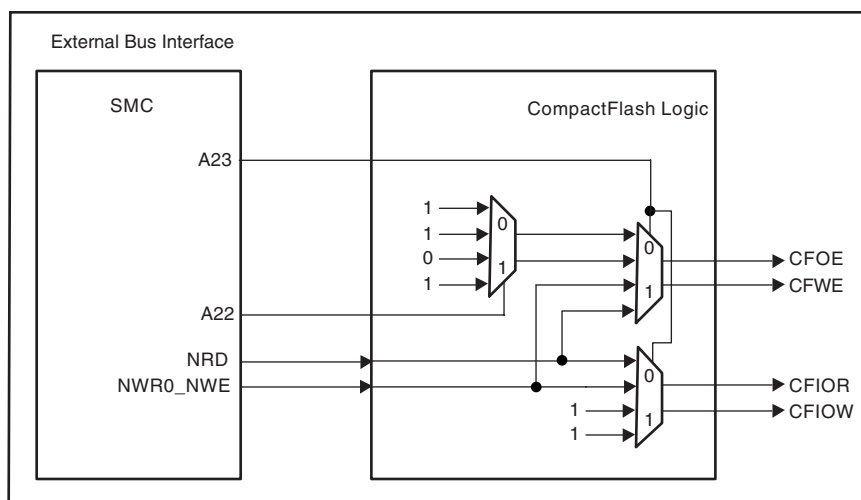 External Bus Interface
SMC
CompactFlash Logic
A23
1
1
0
1
0
1
0
1
CFOE
CFWE
A22
NRD
NWR0_NWE
0
1
1
1
CFIOR
CFIOW